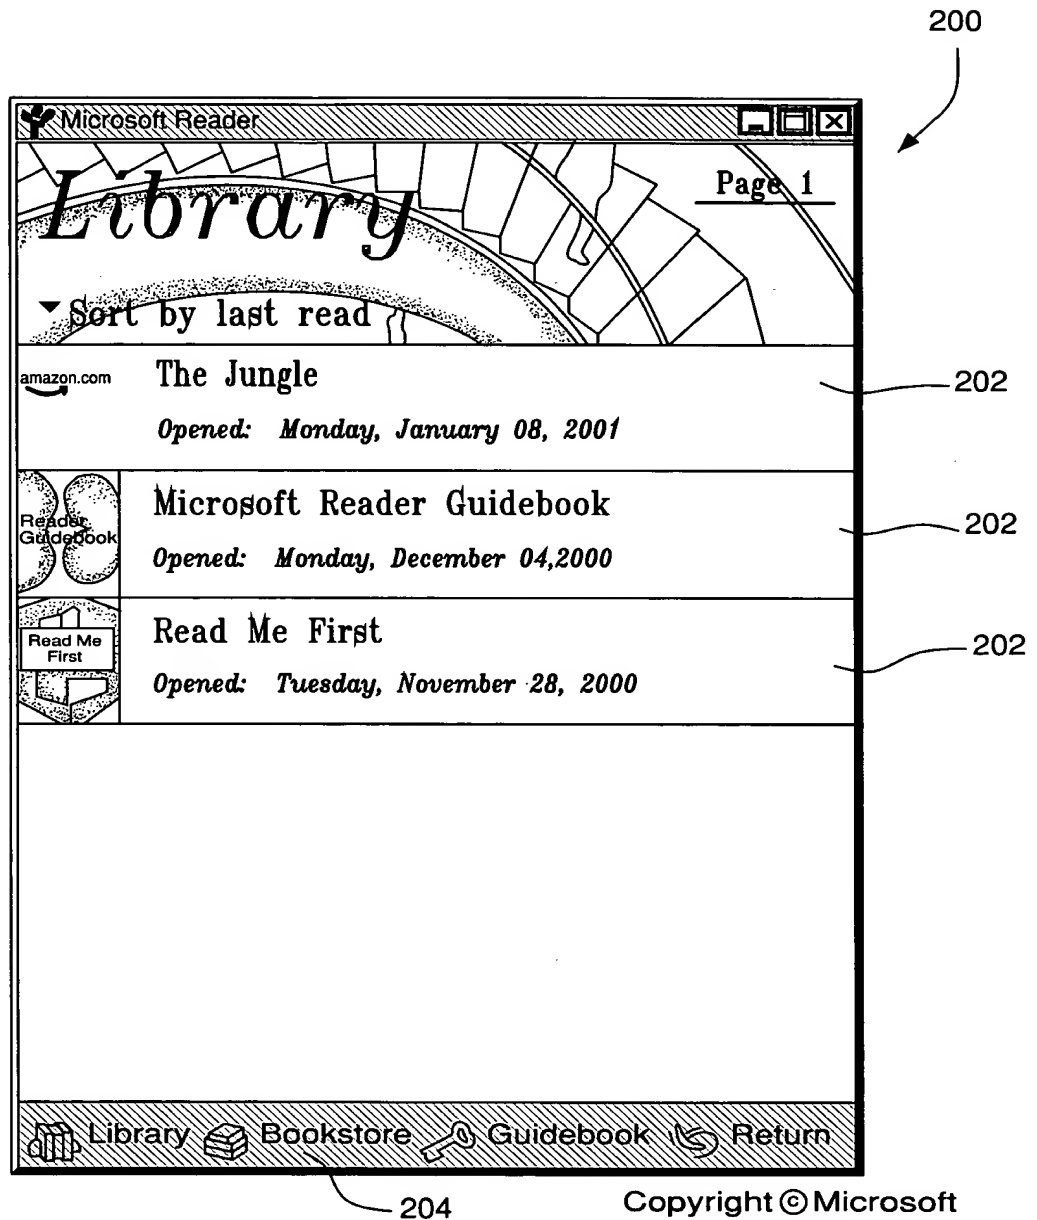 200
Microsoft Reader
Library
Page 1
Sort by last read
amazon.com
The Jungle
Opened: Monday, January 08, 2001
202
Reader
Guidebook
Microsoft Reader Guidebook
Opened: Monday, December 04,2000
202
Read Me
First
Read Me First
Opened: Tuesday, November 28, 2000
202
Library Bookstore Guidebook Return
204
Copyright © Microsoft